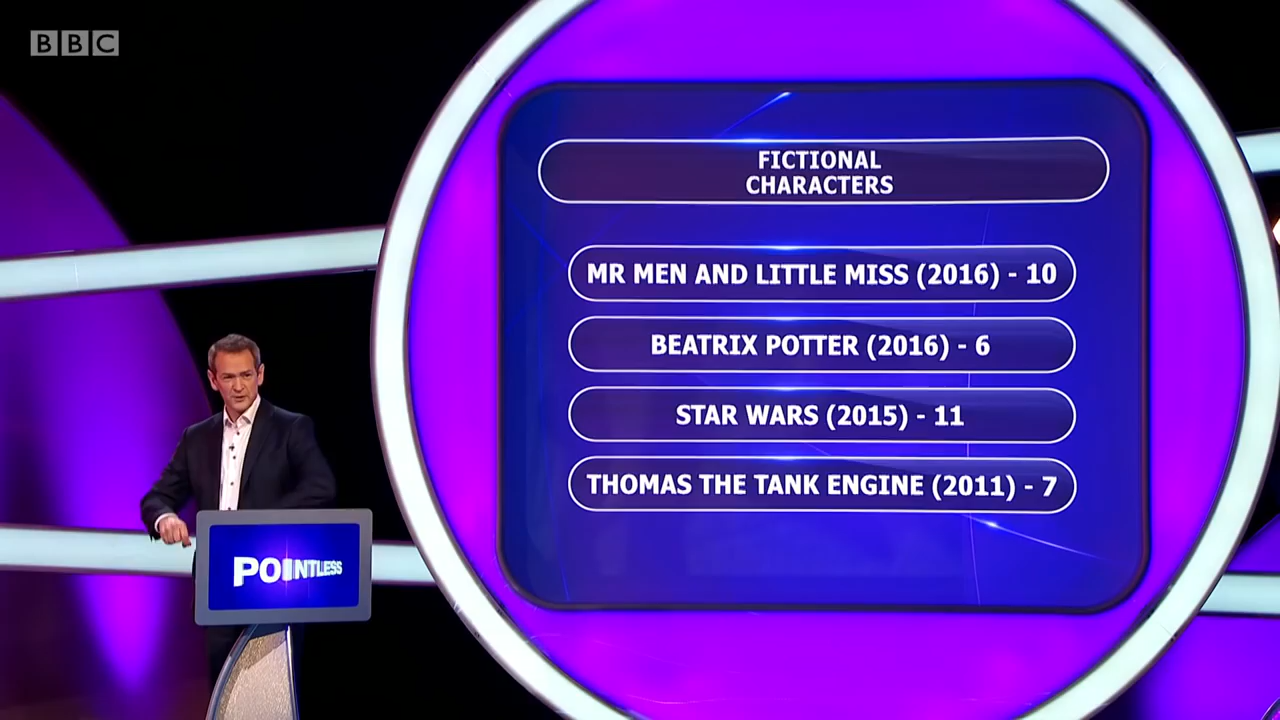 BBC
FICTIONAL
CHARACTERS
MR MEN AND LITTLE MISS (2016) - 10
BEATRIX POTTER (2016) - 6
STAR WARS (2015) - 11
THOMAS THE TANK ENGINE (2011) - 7
POINTLESS